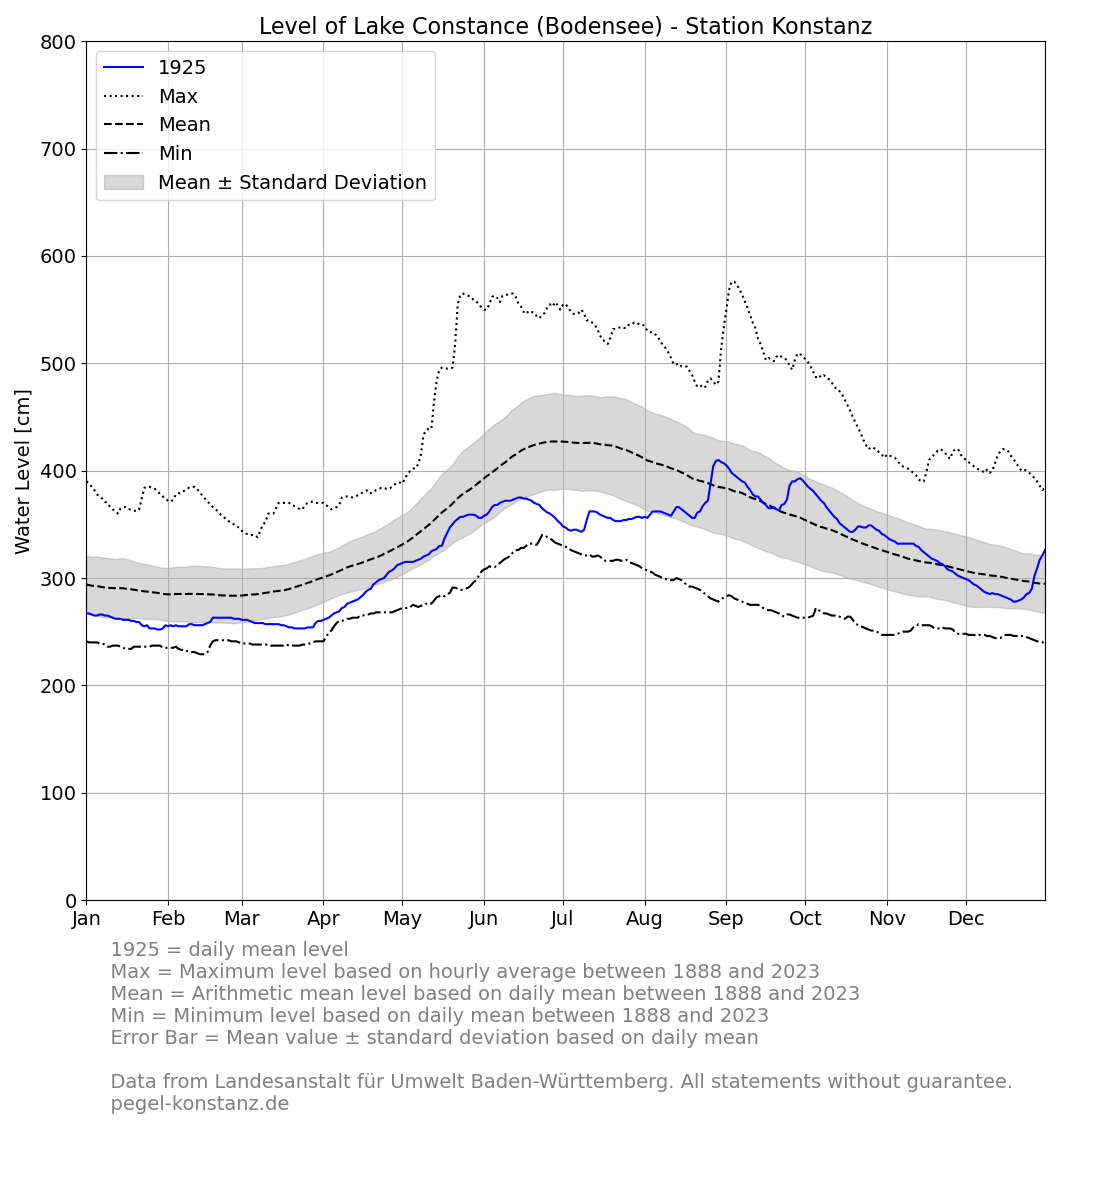 Level of Lake Constance (Bodensee) - Station Konstanz
800
700
600
500
400
300
200
100
0
Water Level [cm]
1925
Max
Mean
Min
Mean ± Standard Deviation
Jan Feb Mar Apr May Jun Jul Aug Sep Oct Nov Dec
1925 = daily mean level
Max = Maximum level based on hourly average between 1888 and 2023
Mean = Arithmetic mean level based on daily mean between 1888 and 2023
Min = Minimum level based on daily mean between 1888 and 2023
Error Bar = Mean value ± standard deviation based on daily mean
Data from Landesanstalt für Umwelt Baden-Württemberg. All statements without guarantee.
pegel-konstanz.de